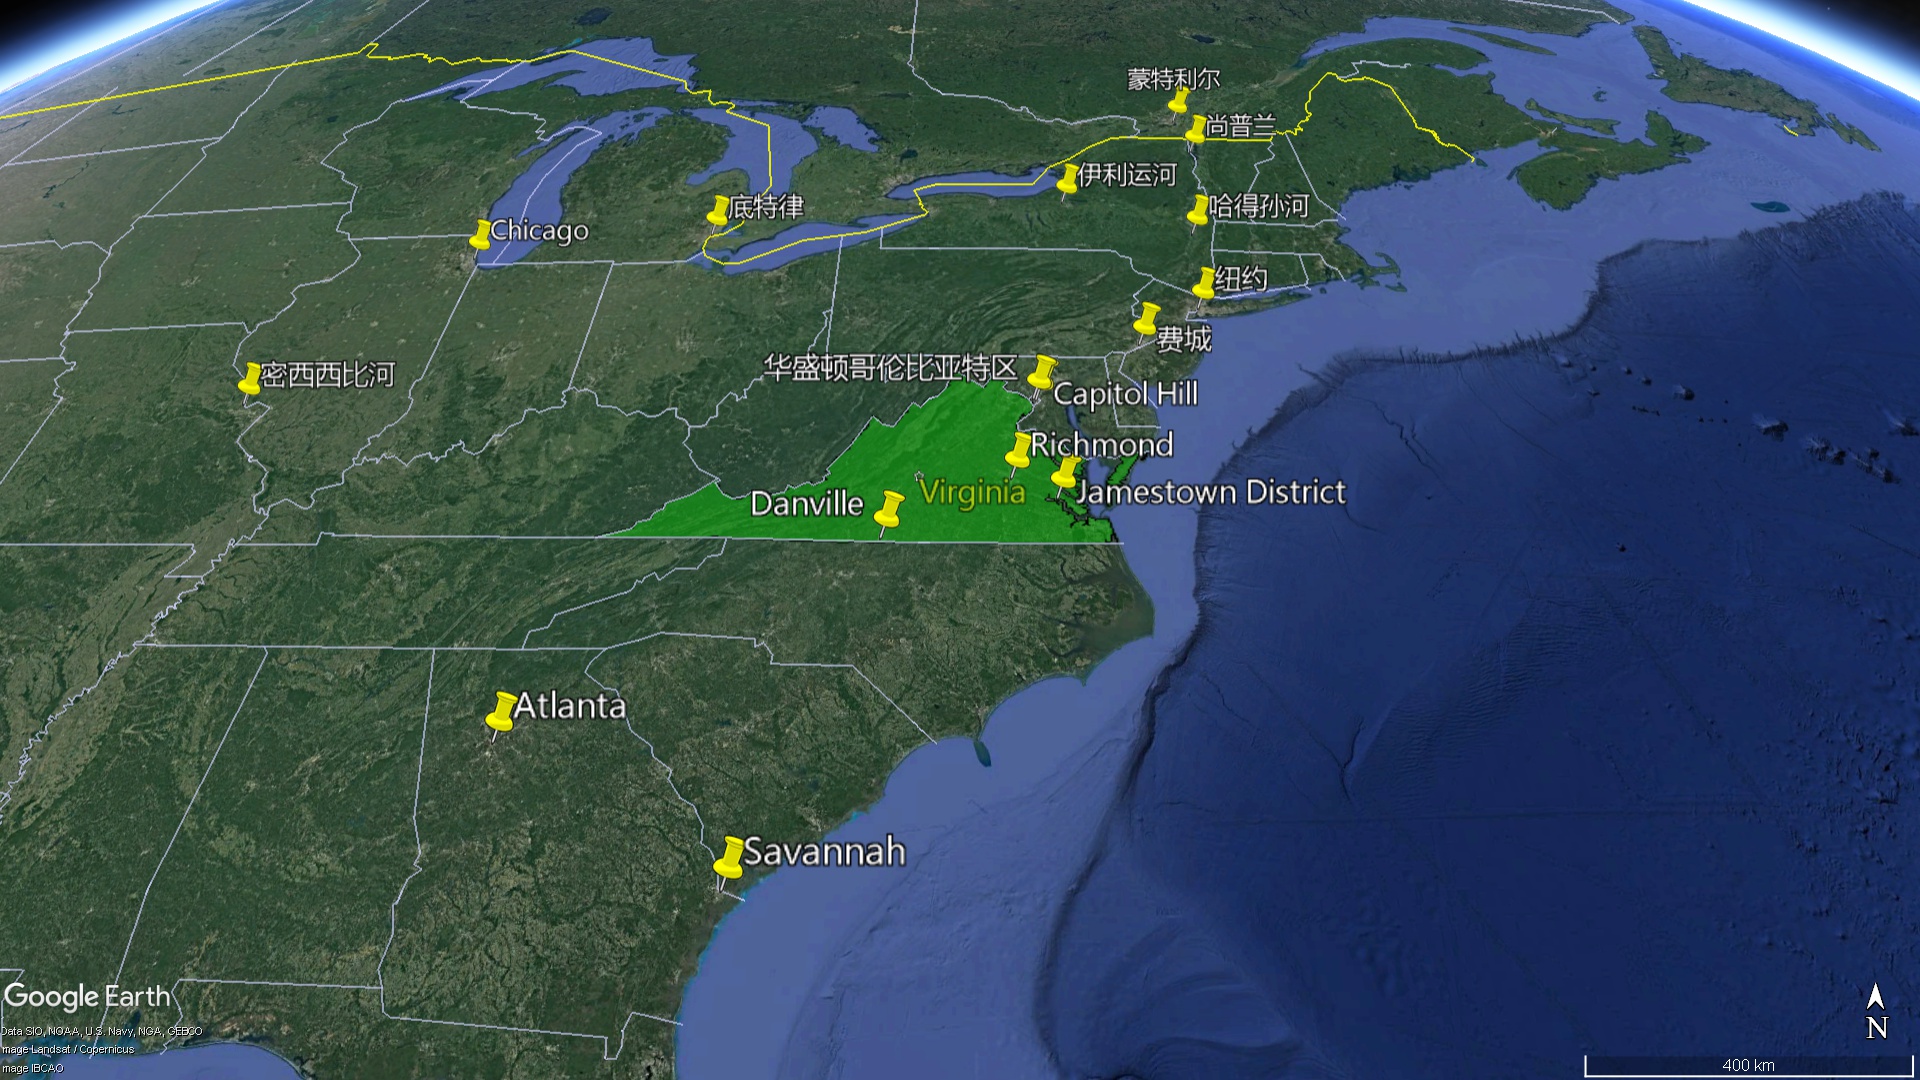 蒙特利尔
尚普兰
伊利运河
底特律
哈得孙河
Chicago
纽约
费城
华盛顿哥伦比亚特区
密西西比河
Capitol Hill
Richmond
Virginia
Jamestown District
Danville
Atlanta
Savannah
Google Earth
Data SIO, NOAA, U.S. Navy, NGA, GEBCO
mage Landsat / Copernicus
mage IBCAO
N
400 km